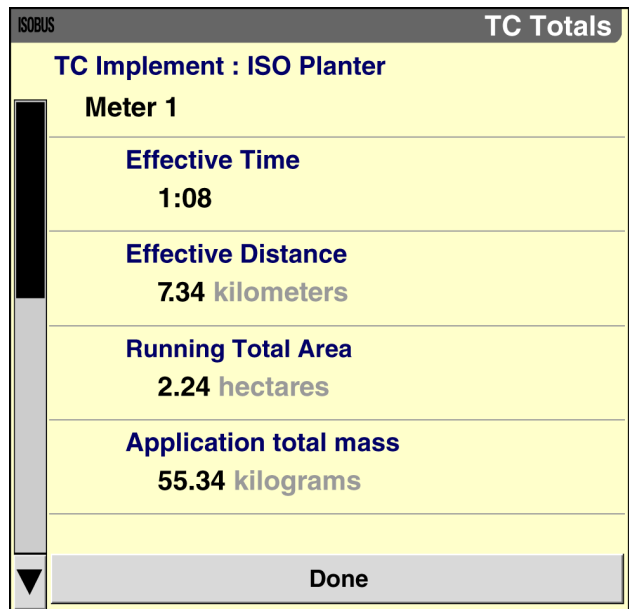 ISOBUS
TC Totals
TC Implement : ISO Planter
Meter 1
Effective Time
1:08
Effective Distance
7.34 kilometers
Running Total Area
2.24 hectares
Application total mass
55.34 kilograms
Done